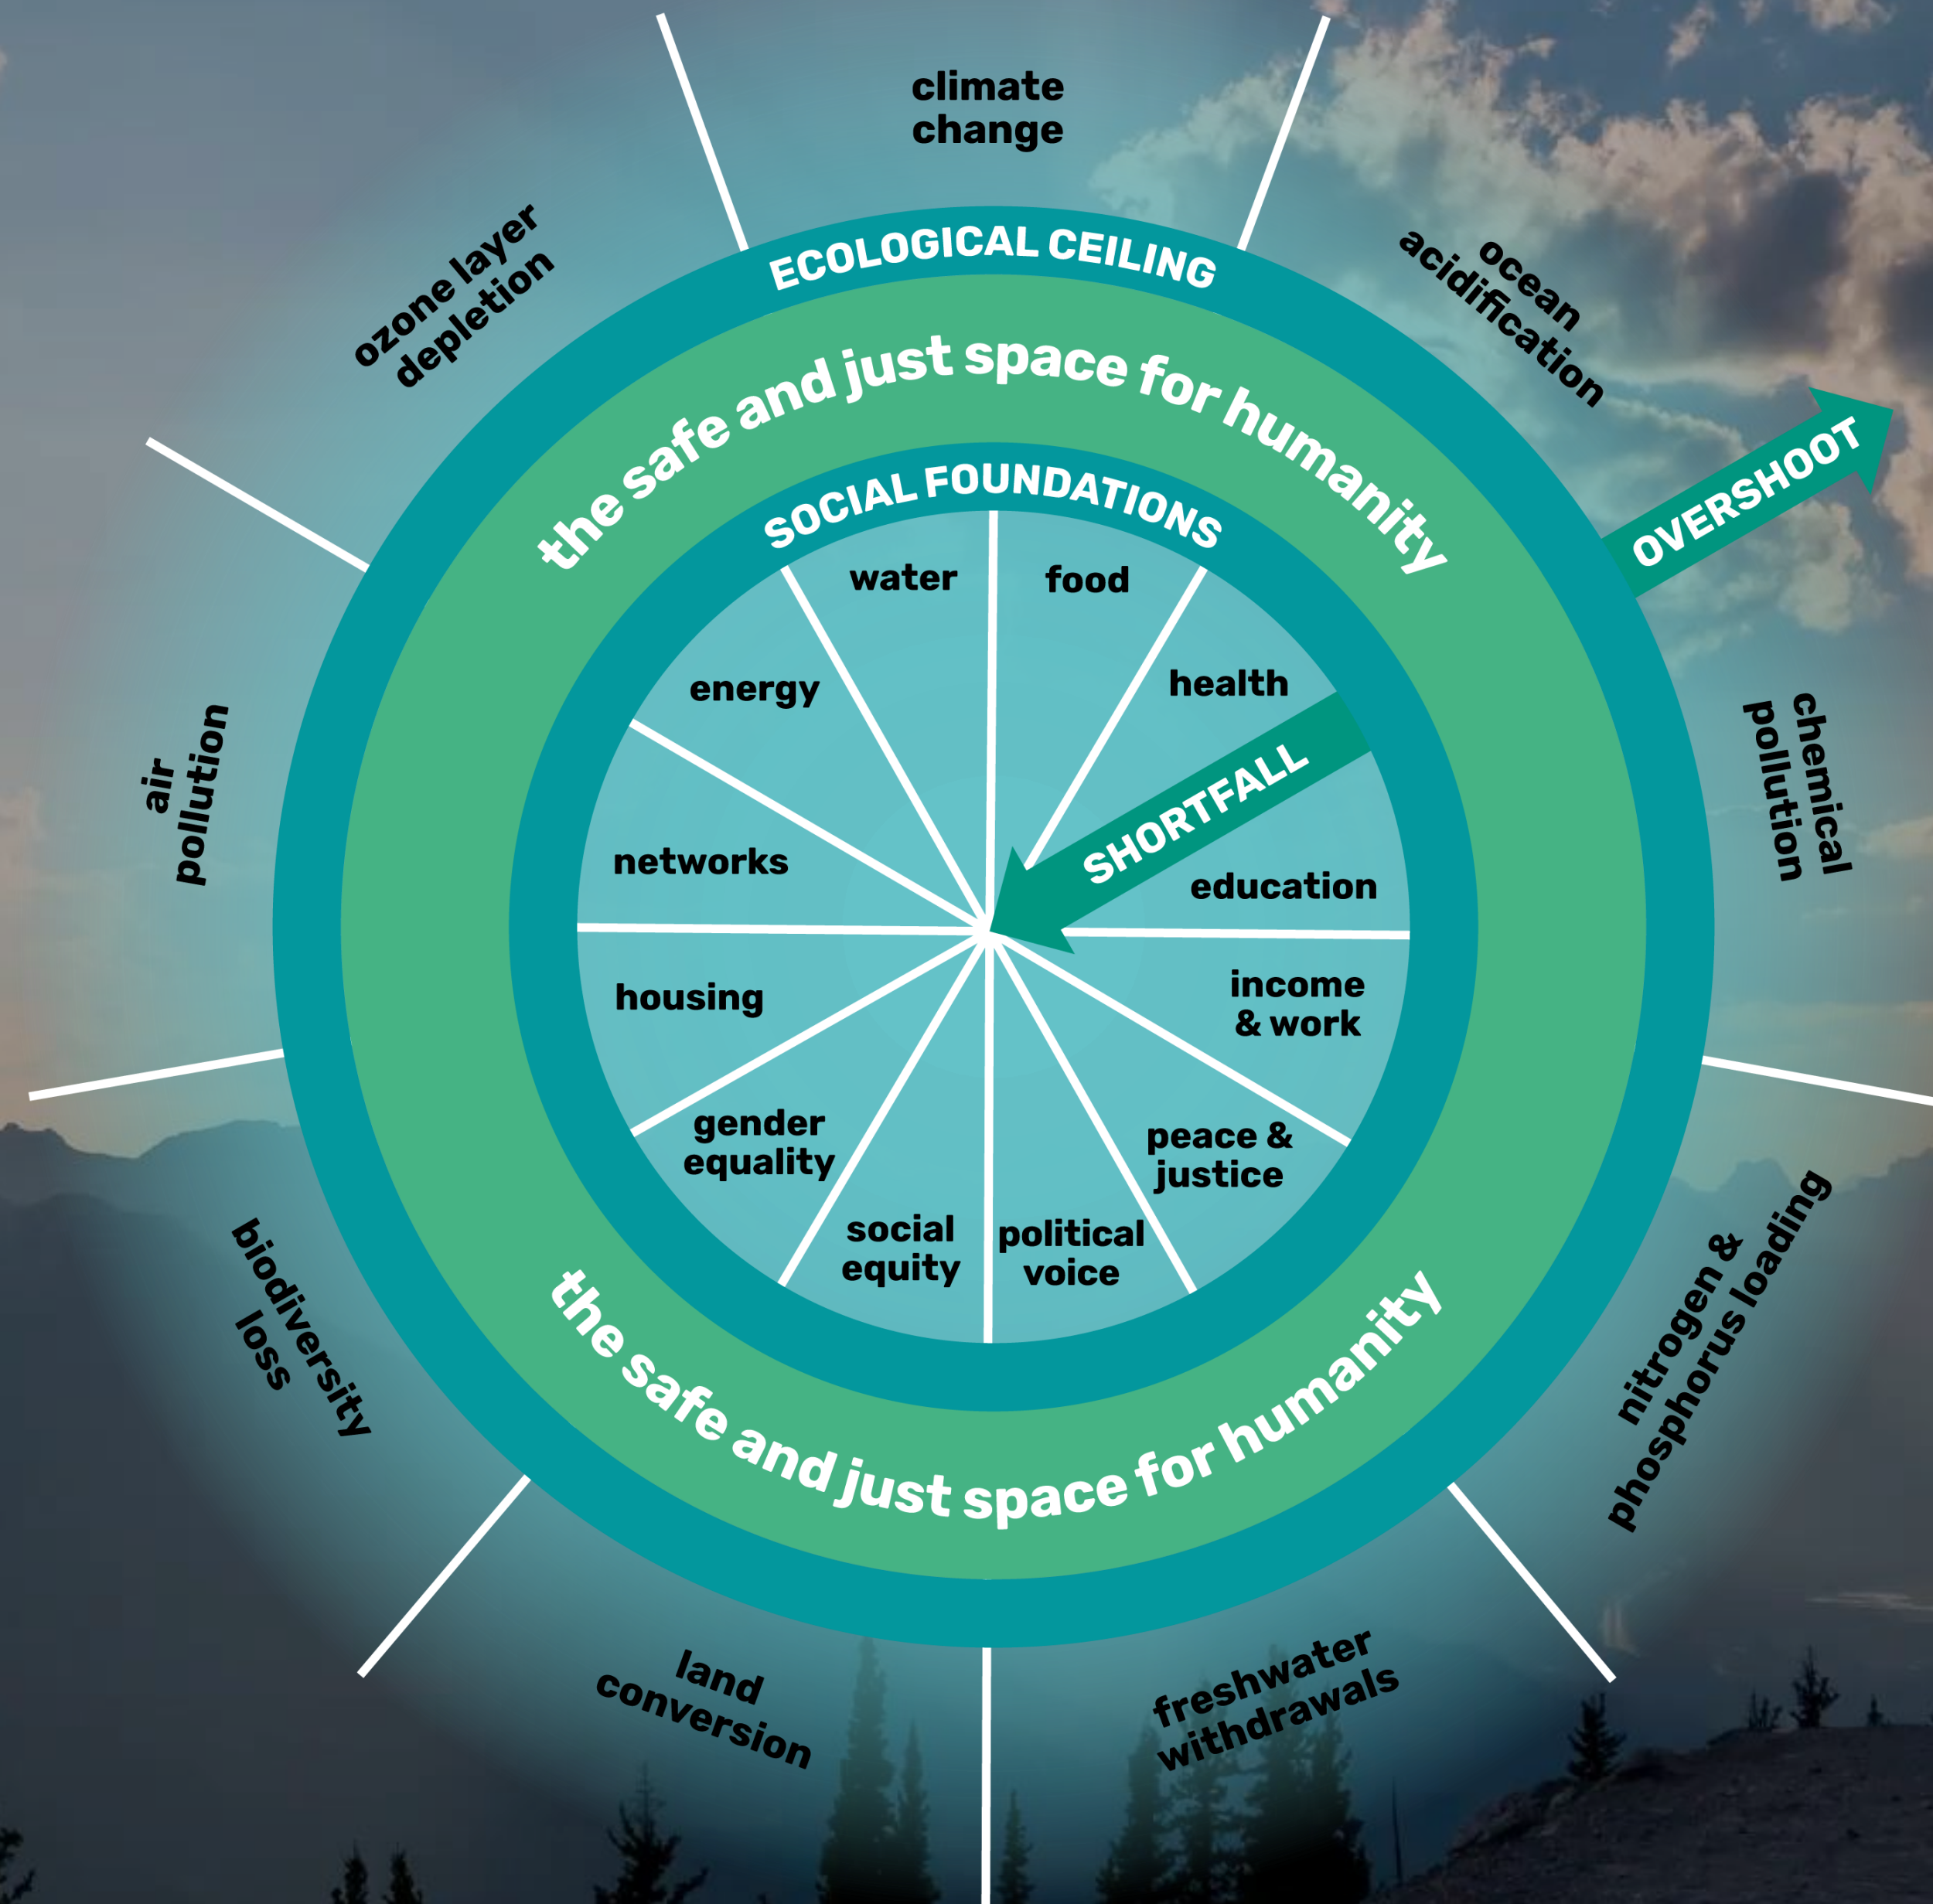 climate
change
ocean
acidification
chemical
pollution
nitrogen &
phosphorus loading
freshwater
withdrawals
land
conversion
biodiversity
loss
air
pollution
ozone layer
depletion
ECOLOGICAL CEILING
OVERSHOOT
the safe and just space for humanity
SOCIAL FOUNDATIONS
water
food
health
SHORTFALL
education
income
& work
peace &
justice
political
voice
social
equity
gender
equality
housing
networks
energy
the safe and just space for humanity